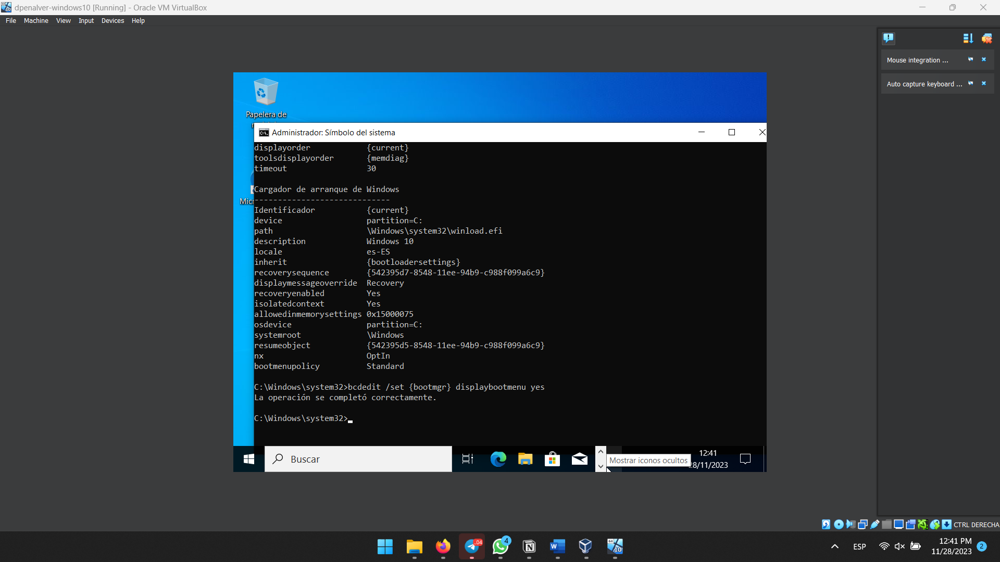 dpenalver-windows10 [Running] - Oracle VM VirtualBox
File Machine View Input Devices Help
Mouse integration ...
Auto capture keyboard ...
Papelera de
Administrador: Símbolo del sistema
displayorder {current}
toolsdisplayorder {memdiag}
timeout 30
Cargador de arranque de Windows
-----------------------------
Identificador {current}
device partition=C:
path \Windows\system32\winload.efi
description Windows 10
locale es-ES
inherit {bootloadersettings}
recoverysequence {542395d7-8548-11ee-94b9-c988f099a6c9}
displaymessageoverride Recovery
recoveryenabled Yes
isolatedcontext Yes
allowedinmemorysettings 0x15000075
osdevice partition=C:
systemroot \Windows
resumeobject {542395d5-8548-11ee-94b9-c988f099a6c9}
nx OptIn
bootmenupolicy Standard
C:\Windows\system32>bcdedit /set {bootmgr} displaybootmenu yes
La operación se completó correctamente.
C:\Windows\system32>
Micr
Buscar
Mostrar iconos ocultos
12:41
8/11/2023
CTRL DERECHA
..04
4
W
64
10
ESP
12:41 PM
11/28/2023
2